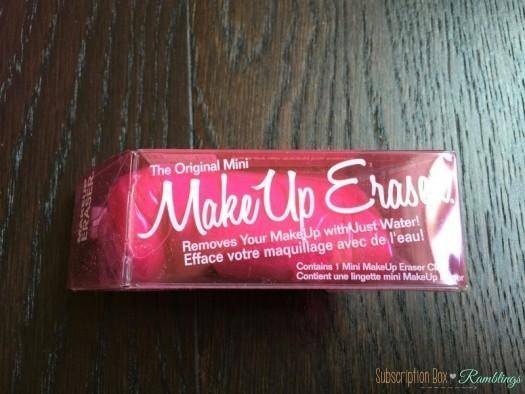 The Original Mini
MakeUp Eraser
Removes Your MakeUp with Just Water!
Efface votre maquillage avec de l'eau!
Contains 1 Mini MakeUp Eraser
Contient une lingette mini MakeUp
ERASER
Subscription Box ♥ Ramblings